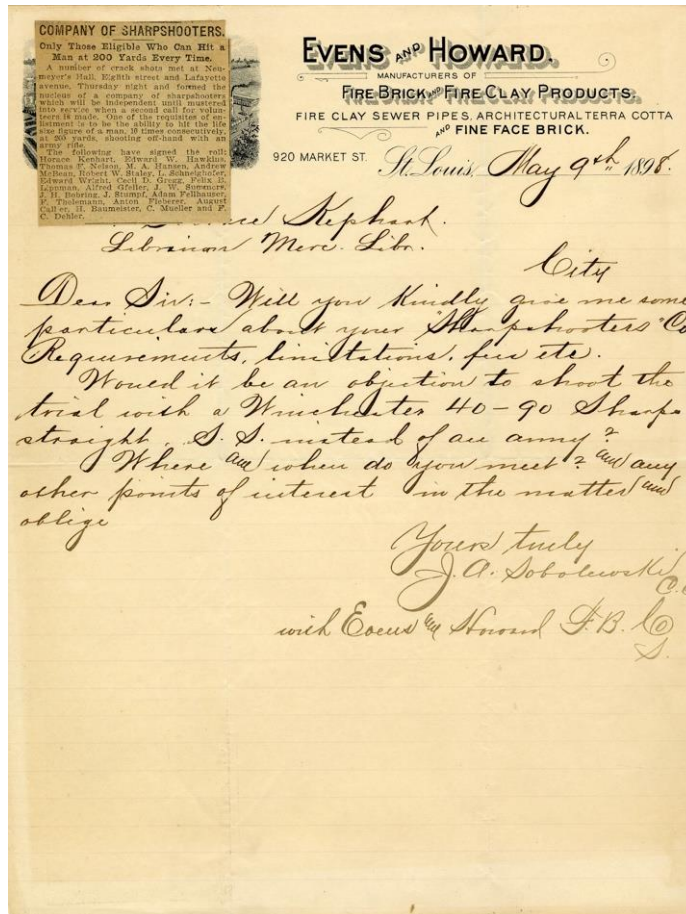 COMPANY OF SHARPSHOOTERS.
Only Those Eligible Who Can Hit a
Man at 200 Yards Every Time.
A number of crack shots met at Neu-
meyer's Hall, Eighth street and Lafayette
avenue, Thursday night and formed the
nucleus of a company of sharpshooters
which will be independent until mustered
into service when a second call for volun-
teers is made. One of the requisites of en-
listment is to be the ability to hit the life
size figure of a man, 10 times consecutively,
at 200 yards, shooting off-hand with an
army rifle.
The following have signed the roll:
Horace Kephart, Edward W. Hawkins,
Thomas F. Nelson, M. A. Hansen, Andrew
McBean, Robert W. Staley, L. Schneighofer,
Edward Wright, Cecil D. Gregg, Felix E.
Lippman, Alfred Gfeller, J. W. Summers,
J. H. Bohring, J. Stumpf, Adam Fellhauser,
F. Thelemann, Anton Fieberer, August
H. Baumeister, C. Mueller and F.
C. Dehler.
EVENS AND HOWARD.
MANUFACTURERS OF
FIRE BRICK AND FIRE CLAY PRODUCTS.
FIRE CLAY SEWER PIPES, ARCHITECTURAL TERRA COTTA
AND FINE FACE BRICK.
920 MARKET ST. St. Louis, May 9th 1898.
Kephart.
Librarian Merc. Libr.
City
Dear Sir:- Will you kindly give me some
particulars about your "Sharpshooters" Co
Requirements, limitations, fees etc.
Would it be an objection to shoot the
trial with a Winchester 40-90 Sharps
straight. S.S. instead of an army?
Where and when do you meet? and any
other points of interest in the matter and
oblige
Yours truly
J. A. Sobolewski
with Evens and Howard F. B. Co